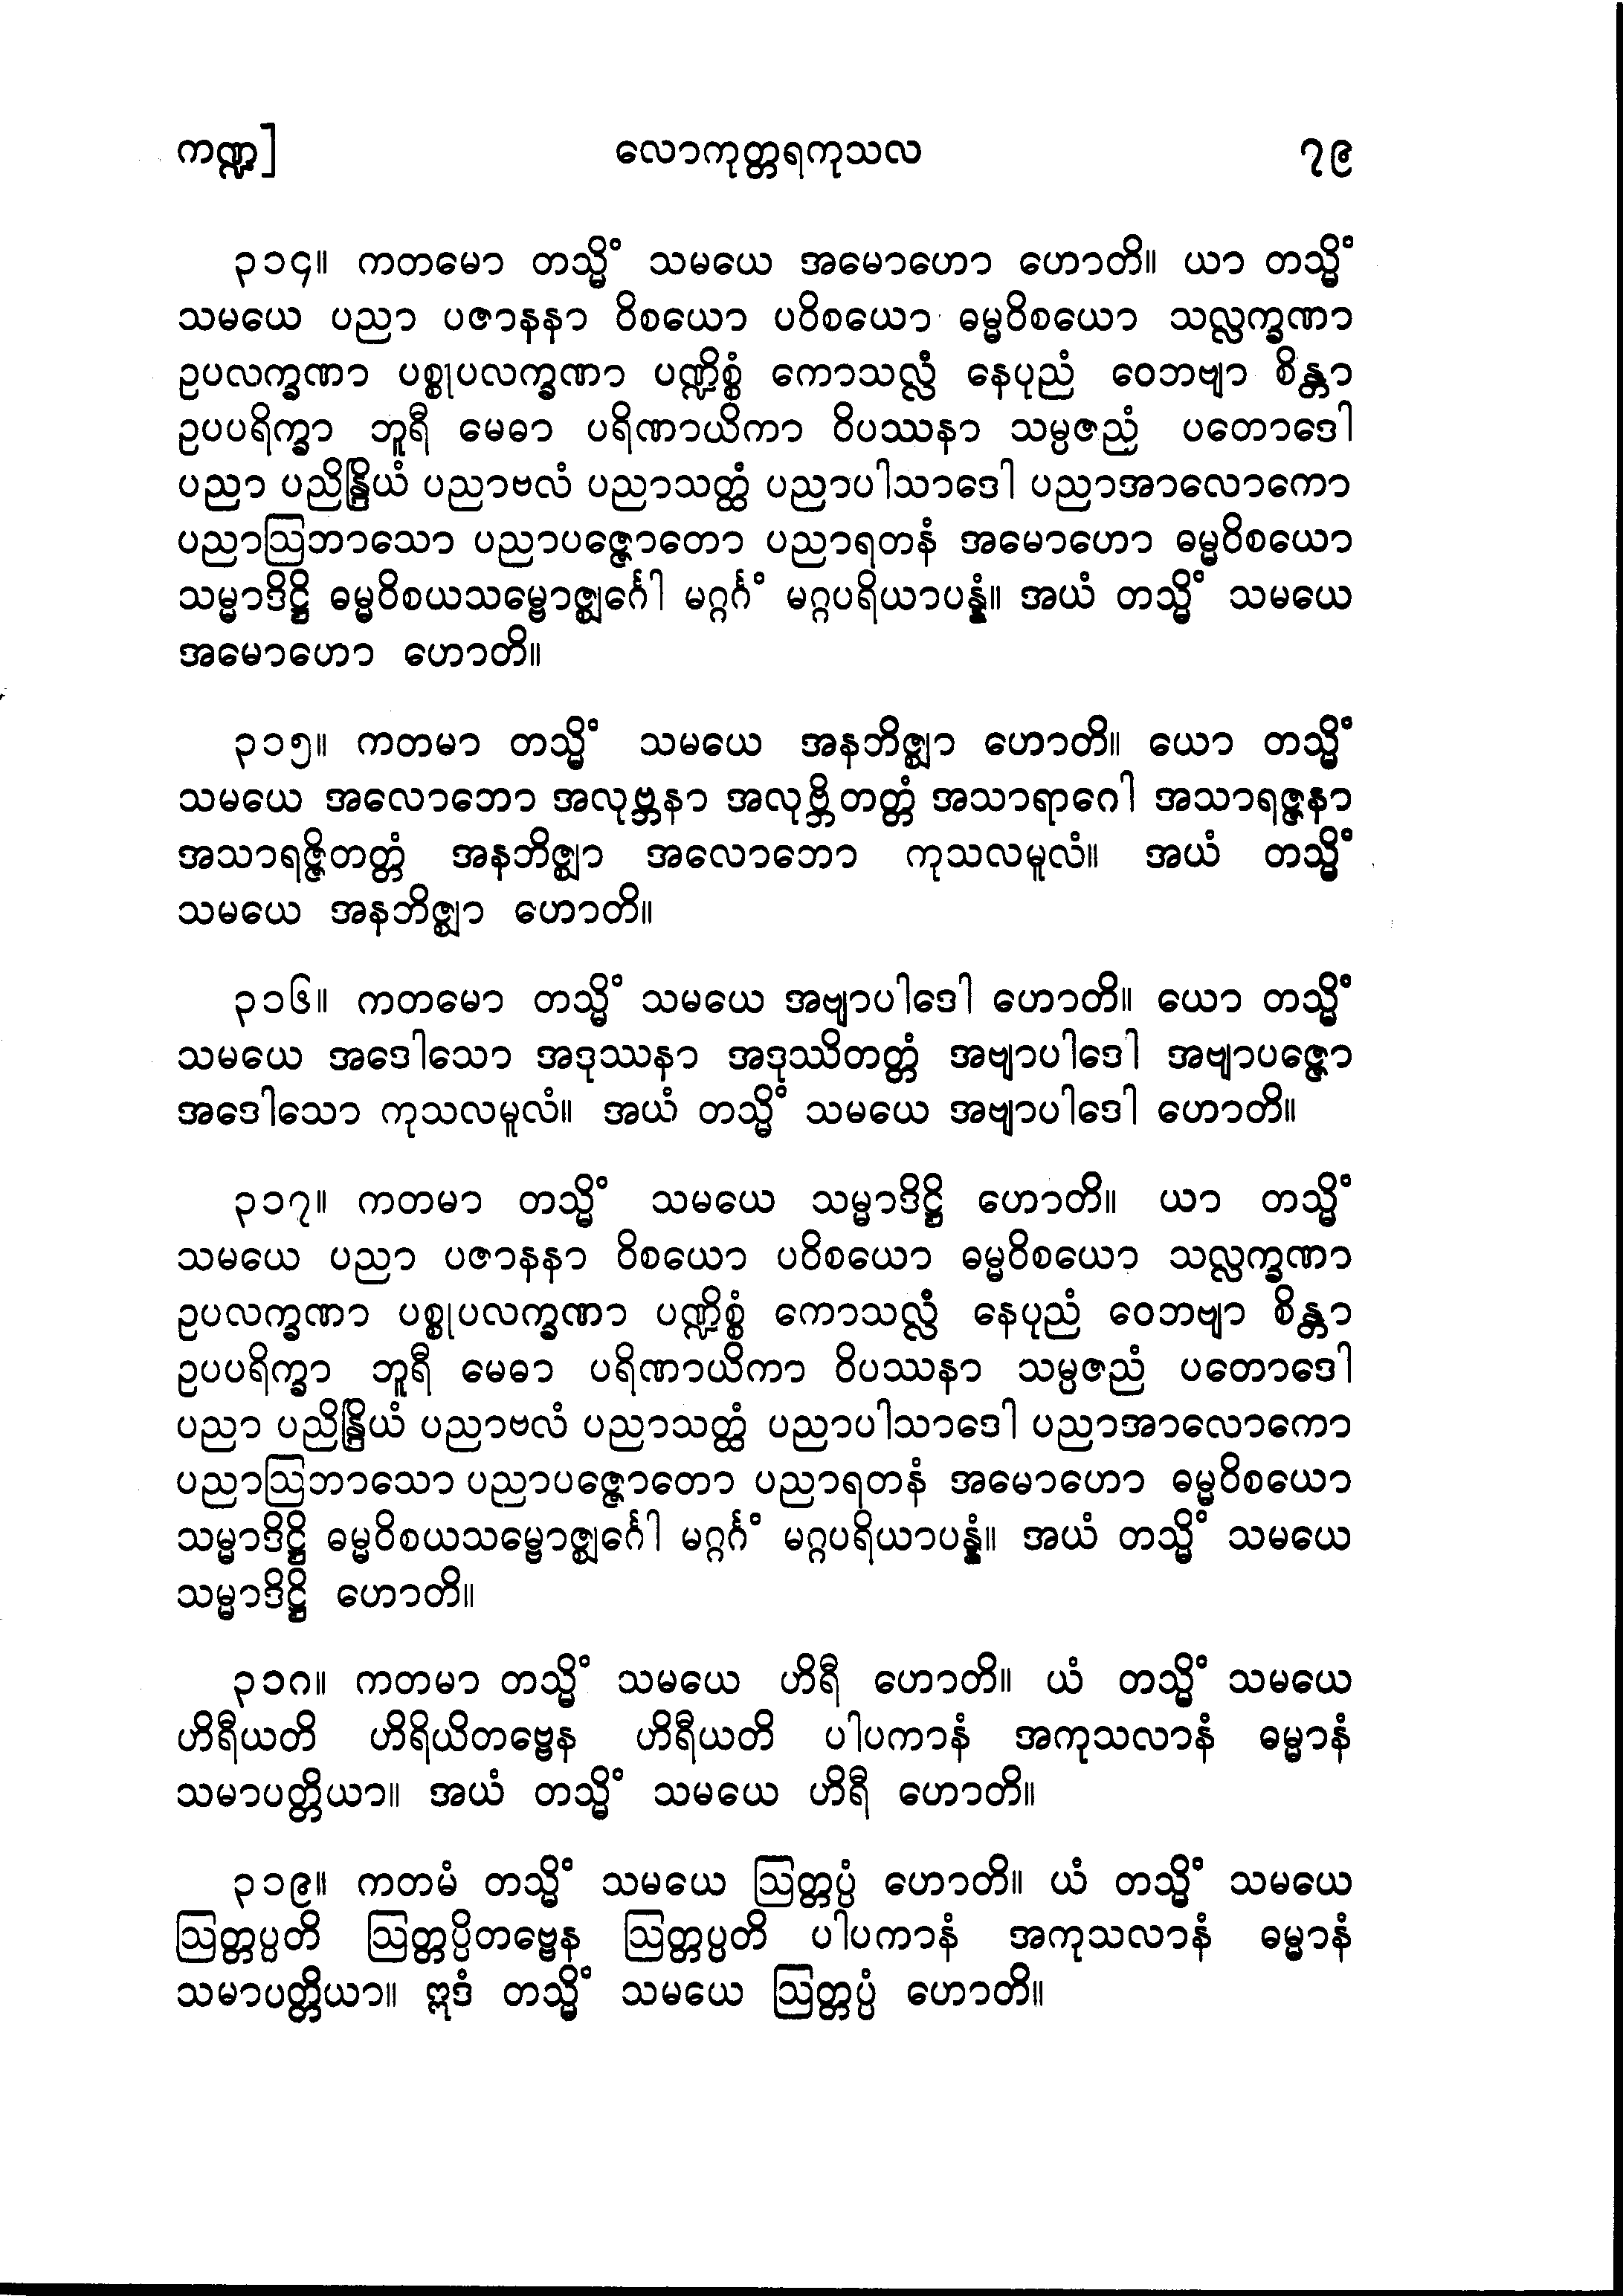 ကဏ္ဍ] လောကုတ္တရကုသလ ၇၉
၃၁၄။ ကတမော တသ္မိံ သမယေ အမောဟော ဟောတိ။ ယာ တသ္မိံ
သမယေ ပညာ ပဇာနနာ ဝိစယော ပဝိစယော ဓမ္မဝိစယော သလ္လက္ခဏာ
ဥပလက္ခဏာ ပစ္စုပလက္ခဏာ ပဏ္ဍိစ္စံ ကောသလ္လံ နေပုညံ ဝေဘဗျာ စိန္တာ
ဥပပရိက္ခာ ဘူရီ မေဓာ ပရိဏာယိကာ ဝိပဿနာ သမ္ပဇညံ ပတောဒေါ
ပညာ ပညိန္ဒြိယံ ပညာဗလံ ပညာသတ္ထံ ပညာပါသာဒေါ ပညာအာလောကော
ပညာဩဘာသော ပညာပဇ္ဇောတော ပညာရတနံ အမောဟော ဓမ္မဝိစယော
သမ္မာဒိဋ္ဌိ ဓမ္မဝိစယသမ္ဗောဇ္ဈင်္ဂေါ မဂ္ဂင်္ဂံ မဂ္ဂပရိယာပန္နံ။ အယံ တသ္မိံ သမယေ
အမောဟော ဟောတိ။
၃၁၅။ ကတမာ တသ္မိံ သမယေ အနဘိဇ္ဈာ ဟောတိ။ ယော တသ္မိံ
သမယေ အလောဘော အလုဗ္ဘနာ အလုဗ္ဘိတတ္တံ အသာရာဂေါ အသာရဇ္ဇနာ
အသာရဇ္ဇိတတ္တံ အနဘိဇ္ဈာ အလောဘော ကုသလမူလံ။ အယံ တသ္မိံ
သမယေ အနဘိဇ္ဈာ ဟောတိ။
၃၁၆။ ကတမော တသ္မိံ သမယေ အဗျာပါဒေါ ဟောတိ။ ယော တသ္မိံ
သမယေ အဒေါသော အဒုဿနာ အဒုဿိတတ္တံ အဗျာပါဒေါ အဗျာပဇ္ဇော
အဒေါသော ကုသလမူလံ။ အယံ တသ္မိံ သမယေ အဗျာပါဒေါ ဟောတိ။
၃၁၇။ ကတမာ တသ္မိံ သမယေ သမ္မာဒိဋ္ဌိ ဟောတိ။ ယာ တသ္မိံ
သမယေ ပညာ ပဇာနနာ ဝိစယော ပဝိစယော ဓမ္မဝိစယော သလ္လက္ခဏာ
ဥပလက္ခဏာ ပစ္စုပလက္ခဏာ ပဏ္ဍိစ္စံ ကောသလ္လံ နေပုညံ ဝေဘဗျာ စိန္တာ
ဥပပရိက္ခာ ဘူရီ မေဓာ ပရိဏာယိကာ ဝိပဿနာ သမ္ပဇညံ ပတောဒေါ
ပညာ ပညိန္ဒြိယံ ပညာဗလံ ပညာသတ္ထံ ပညာပါသာဒေါ ပညာအာလောကော
ပညာဩဘာသော ပညာပဇ္ဇောတော ပညာရတနံ အမောဟော ဓမ္မဝိစယော
သမ္မာဒိဋ္ဌိ ဓမ္မဝိစယသမ္ဗောဇ္ဈင်္ဂေါ မဂ္ဂင်္ဂံ မဂ္ဂပရိယာပန္နံ။ အယံ တသ္မိံ သမယေ
သမ္မာဒိဋ္ဌိ ဟောတိ။
၃၁၈။ ကတမာ တသ္မိံ သမယေ ဟိရီ ဟောတိ။ ယံ တသ္မိံ သမယေ
ဟိရီယတိ ဟိရိယိတဗ္ဗေန ဟိရီယတိ ပါပကာနံ အကုသလာနံ ဓမ္မာနံ
သမာပတ္တိယာ။ အယံ တသ္မိံ သမယေ ဟိရီ ဟောတိ။
၃၁၉။ ကတမံ တသ္မိံ သမယေ ဩတ္တပ္ပံ ဟောတိ။ ယံ တသ္မိံ သမယေ
ဩတ္တပ္ပတိ ဩတ္တပ္ပိတဗ္ဗေန ဩတ္တပ္ပတိ ပါပကာနံ အကုသလာနံ ဓမ္မာနံ
သမာပတ္တိယာ။ ဣဒံ တသ္မိံ သမယေ ဩတ္တပ္ပံ ဟောတိ။